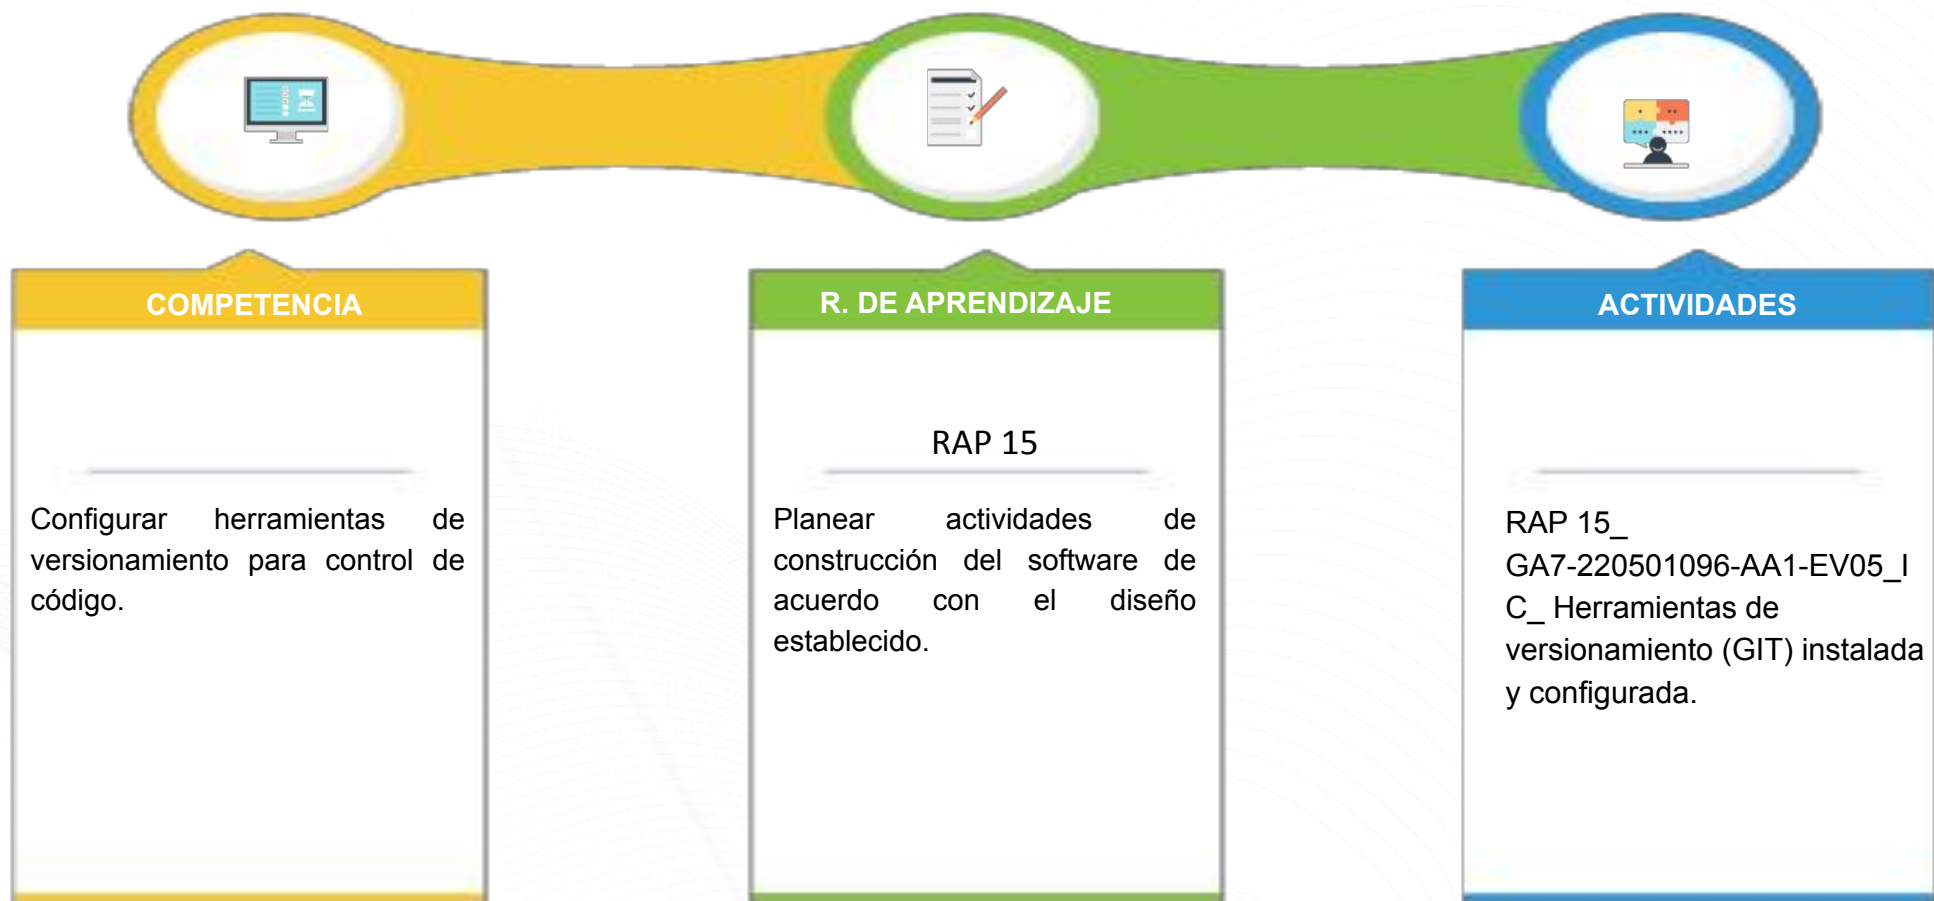 COMPETENCIA
Configurar herramientas de
versionamiento para control de
código.
R. DE APRENDIZAJE
RAP 15
Planear actividades de
construcción del software de
acuerdo con el diseño
establecido.
ACTIVIDADES
RAP 15_
GA7-220501096-AA1-EV05_I
C_ Herramientas de
versionamiento (GIT) instalada
y configurada.